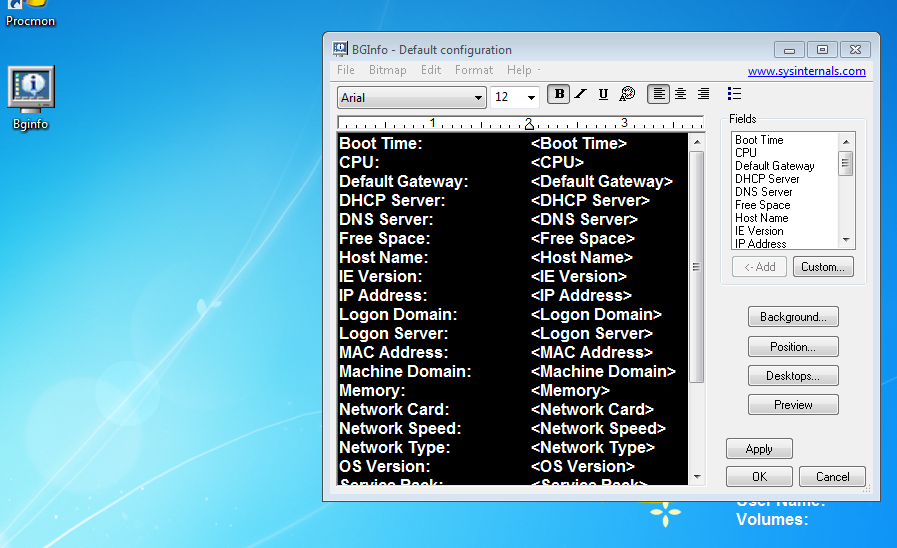 Procmon
Bginfo
BGInfo - Default configuration
File Bitmap Edit Format Help
www.sysinternals.com
Arial 12 B I U
1 2 3
Boot Time: <Boot Time>
CPU: <CPU>
Default Gateway: <Default Gateway>
DHCP Server: <DHCP Server>
DNS Server: <DNS Server>
Free Space: <Free Space>
Host Name: <Host Name>
IE Version: <IE Version>
IP Address: <IP Address>
Logon Domain: <Logon Domain>
Logon Server: <Logon Server>
MAC Address: <MAC Address>
Machine Domain: <Machine Domain>
Memory: <Memory>
Network Card: <Network Card>
Network Speed: <Network Speed>
Network Type: <Network Type>
OS Version: <OS Version>
Service Pack: <Service Pack>
Fields
Boot Time
CPU
Default Gateway
DHCP Server
DNS Server
Free Space
Host Name
IE Version
IP Address
<- Add Custom...
Background...
Position...
Desktops...
Preview
Apply
OK Cancel
User Name:
Volumes: